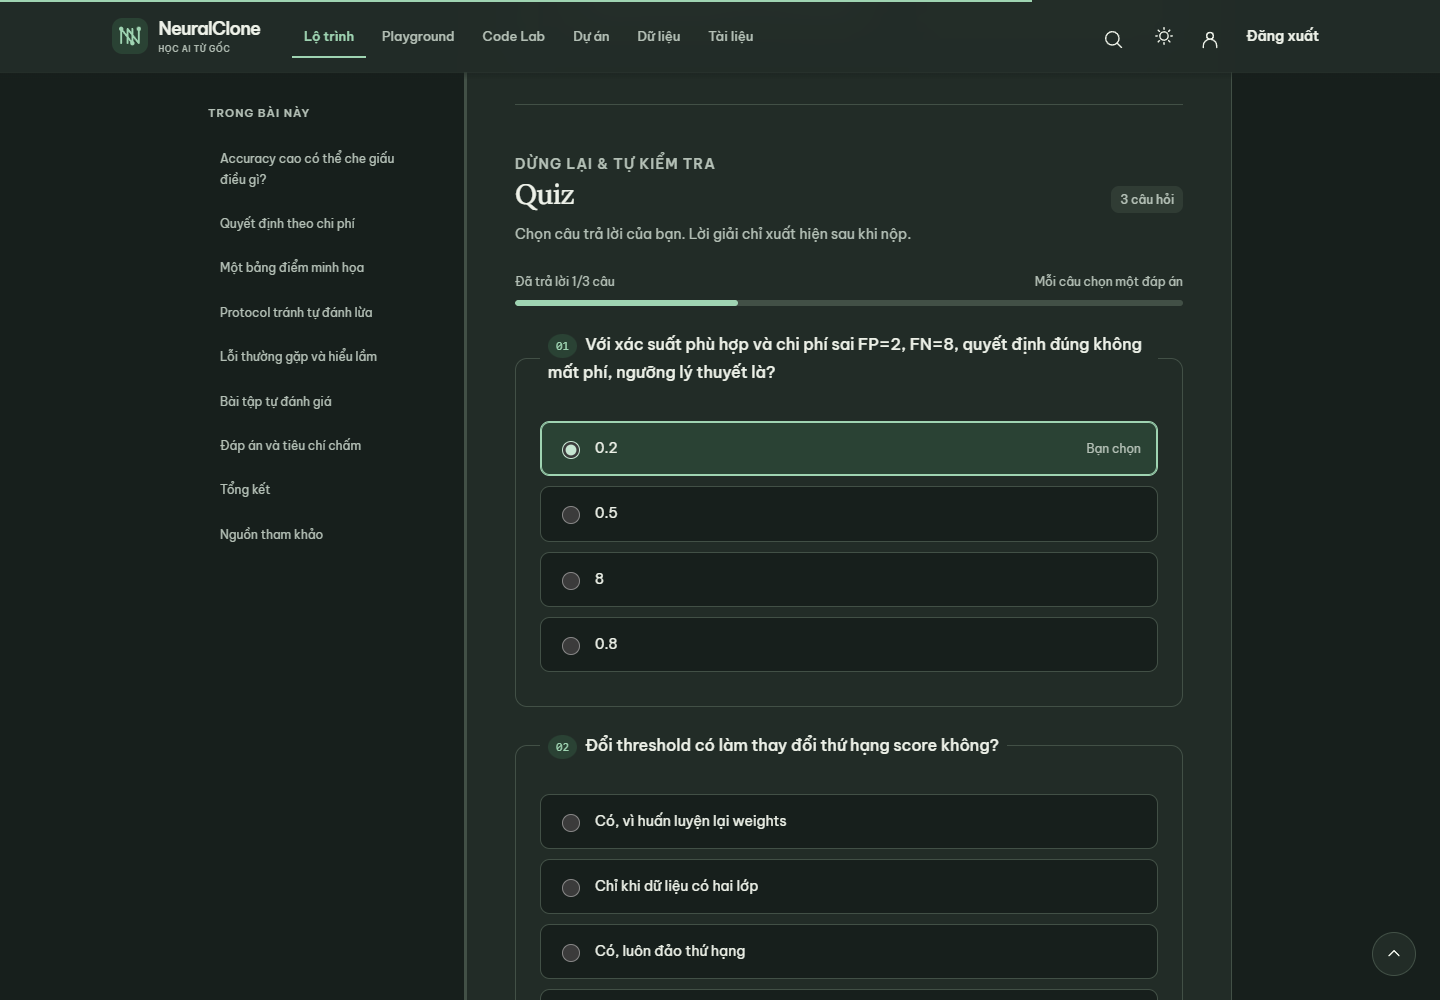 NeuralClone
HỌC AI TỪ GỐC
Lộ trình
Playground
Code Lab
Dự án
Dữ liệu
Tài liệu
Đăng xuất
TRONG BÀI NÀY
Accuracy cao có thể che giấu
điều gì?
Quyết định theo chi phí
Một bảng điểm minh họa
Protocol tránh tự đánh lừa
Lỗi thường gặp và hiểu lầm
Bài tập tự đánh giá
Đáp án và tiêu chí chấm
Tổng kết
Nguồn tham khảo
DỪNG LẠI & TỰ KIỂM TRA
Quiz
3 câu hỏi
Chọn câu trả lời của bạn. Lời giải chỉ xuất hiện sau khi nộp.
Đã trả lời 1/3 câu
Mỗi câu chọn một đáp án
01 Với xác suất phù hợp và chi phí sai FP=2, FN=8, quyết định đúng không
mất phí, ngưỡng lý thuyết là?
0.2
Bạn chọn
0.5
8
0.8
02 Đổi threshold có làm thay đổi thứ hạng score không?
Có, vì huấn luyện lại weights
Chỉ khi dữ liệu có hai lớp
Có, luôn đảo thứ hạng